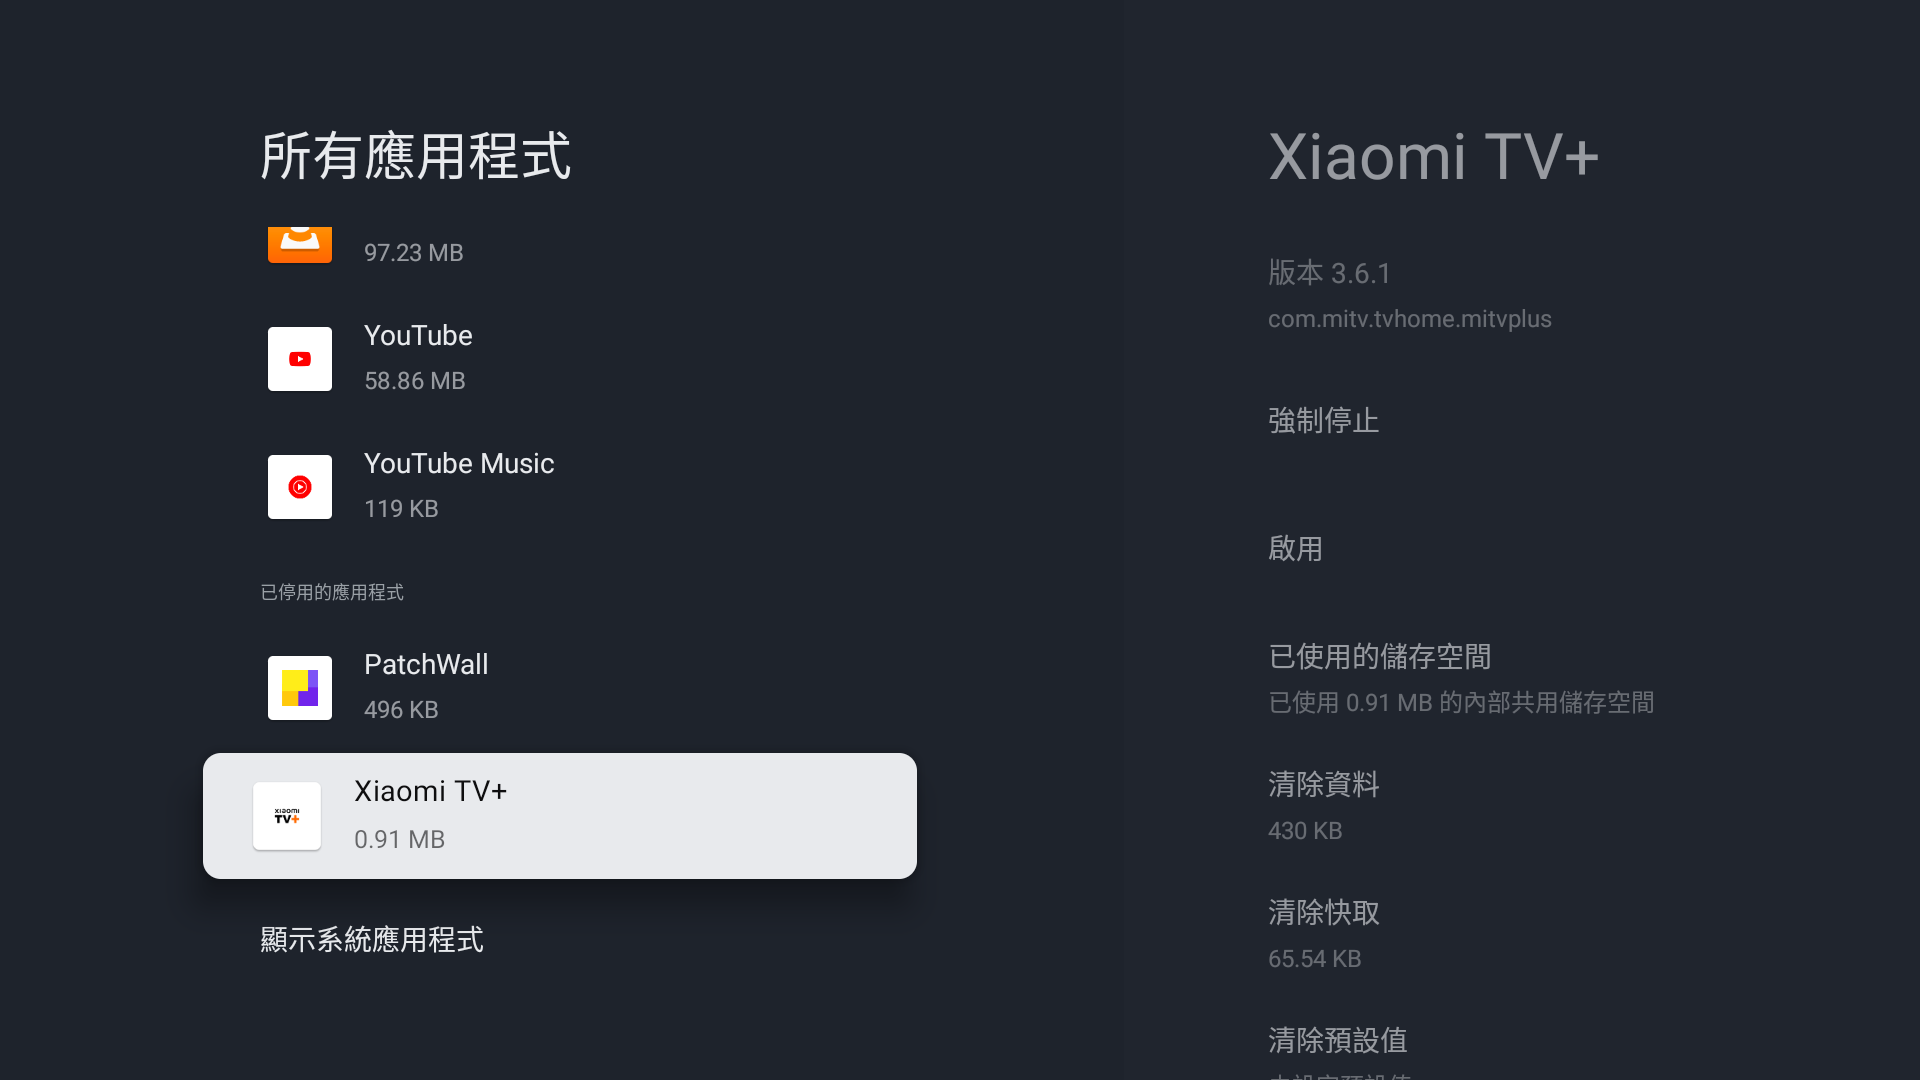 所有應用程式
97.23 MB
YouTube
58.86 MB
YouTube Music
119 KB
已停用的應用程式
PatchWall
496 KB
xiaomi
TV+
Xiaomi TV+
0.91 MB
顯示系統應用程式
Xiaomi TV+
版本 3.6.1
com.mitv.tvhome.mitvplus
強制停止
啟用
已使用的儲存空間
已使用 0.91 MB 的內部共用儲存空間
清除資料
430 KB
清除快取
65.54 KB
清除預設值